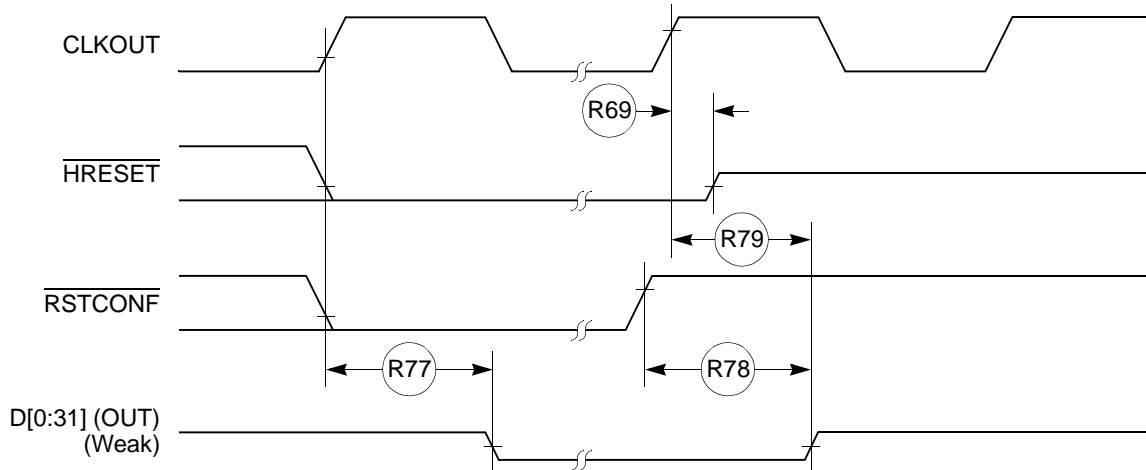 CLKOUT
R69
HRESET
R79
RSTCONF
R77
R78
D[0:31] (OUT)
(Weak)